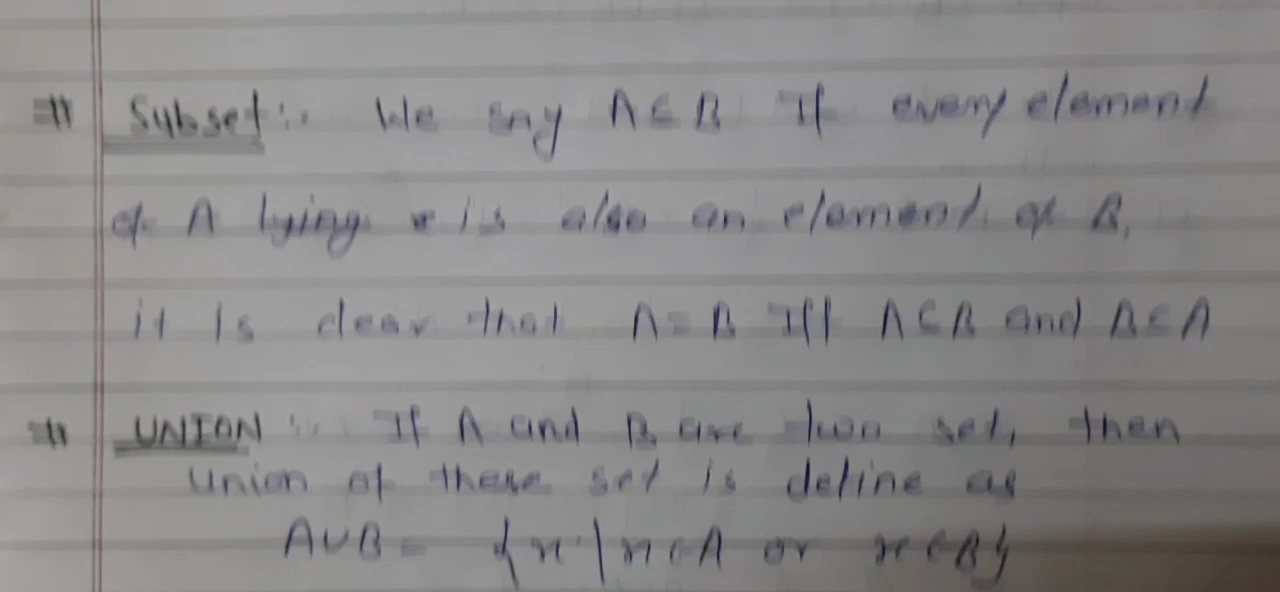 ⇒ Subset :- We say A ⊆ B If every element
of A lying is also an element of B,
it Is clear that A = B Iff A ⊆ B and B ⊆ A
⇒ UNION :- If A and B are two set, then
union of these set is define as
A∪B = {x | x ∈ A or x ∈ B}